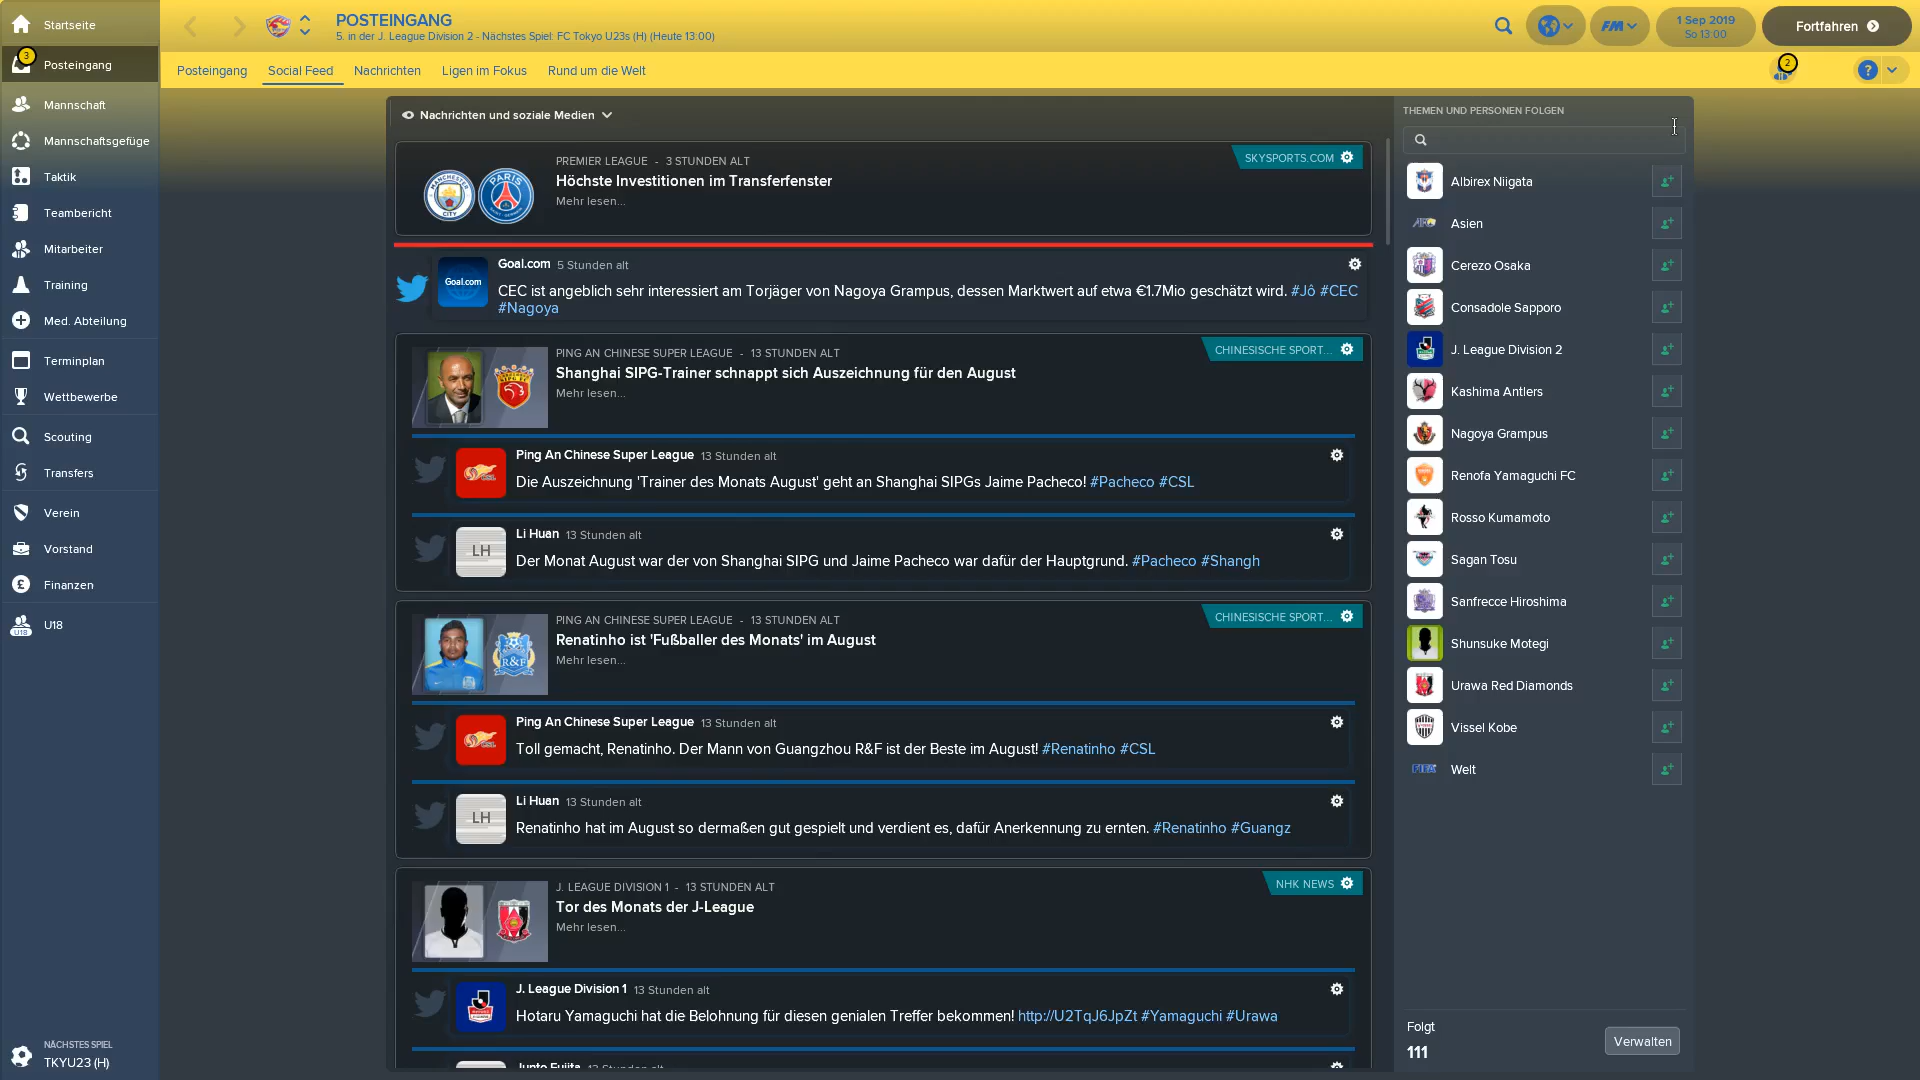 Startseite
3
Posteingang
Mannschaft
Mannschaftsgefüge
Taktik
Teambericht
Mitarbeiter
Training
Med. Abteilung
Terminplan
Wettbewerbe
Scouting
Transfers
Verein
Vorstand
Finanzen
U18
U18
NÄCHSTES SPIEL
TKYU23 (H)
POSTEINGANG
5. in der J. League Division 2 - Nächstes Spiel: FC Tokyo U23s (H) (Heute 13:00)
FM
1 Sep 2019
So 13:00
Fortfahren
Posteingang
Social Feed
Nachrichten
Ligen im Fokus
Rund um die Welt
2
?
Nachrichten und soziale Medien
PREMIER LEAGUE - 3 STUNDEN ALT
SKYSPORTS.COM
Höchste Investitionen im Transferfenster
Mehr lesen...
MANCHESTER
CITY
PARIS
Goal.com
Goal.com 5 Stunden alt
CEC ist angeblich sehr interessiert am Torjäger von Nagoya Grampus, dessen Marktwert auf etwa €1.7Mio geschätzt wird. #Jô #CEC
#Nagoya
PING AN CHINESE SUPER LEAGUE - 13 STUNDEN ALT
CHINESISCHE SPORT...
Shanghai SIPG-Trainer schnappt sich Auszeichnung für den August
Mehr lesen...
Ping An Chinese Super League 13 Stunden alt
Die Auszeichnung 'Trainer des Monats August' geht an Shanghai SIPGs Jaime Pacheco! #Pacheco #CSL
LH
Li Huan 13 Stunden alt
Der Monat August war der von Shanghai SIPG und Jaime Pacheco war dafür der Hauptgrund. #Pacheco #Shangh
PING AN CHINESE SUPER LEAGUE - 13 STUNDEN ALT
CHINESISCHE SPORT...
Renatinho ist 'Fußballer des Monats' im August
Mehr lesen...
R&F
Ping An Chinese Super League 13 Stunden alt
Toll gemacht, Renatinho. Der Mann von Guangzhou R&F ist der Beste im August! #Renatinho #CSL
LH
Li Huan 13 Stunden alt
Renatinho hat im August so dermaßen gut gespielt und verdient es, dafür Anerkennung zu ernten. #Renatinho #Guangz
J. LEAGUE DIVISION 1 - 13 STUNDEN ALT
NHK NEWS
Tor des Monats der J-League
Mehr lesen...
J. League Division 1 13 Stunden alt
Hotaru Yamaguchi hat die Belohnung für diesen genialen Treffer bekommen! http://U2TqJ6JpZt #Yamaguchi #Urawa
Junto Fujita 13 Stunden alt
THEMEN UND PERSONEN FOLGEN
Albirex Niigata
Asien
Cerezo Osaka
Consadole Sapporo
J. League Division 2
Kashima Antlers
Nagoya Grampus
Renofa Yamaguchi FC
Rosso Kumamoto
Sagan Tosu
Sanfrecce Hiroshima
Shunsuke Motegi
Urawa Red Diamonds
Vissel Kobe
FIFA
Welt
Folgt
111
Verwalten